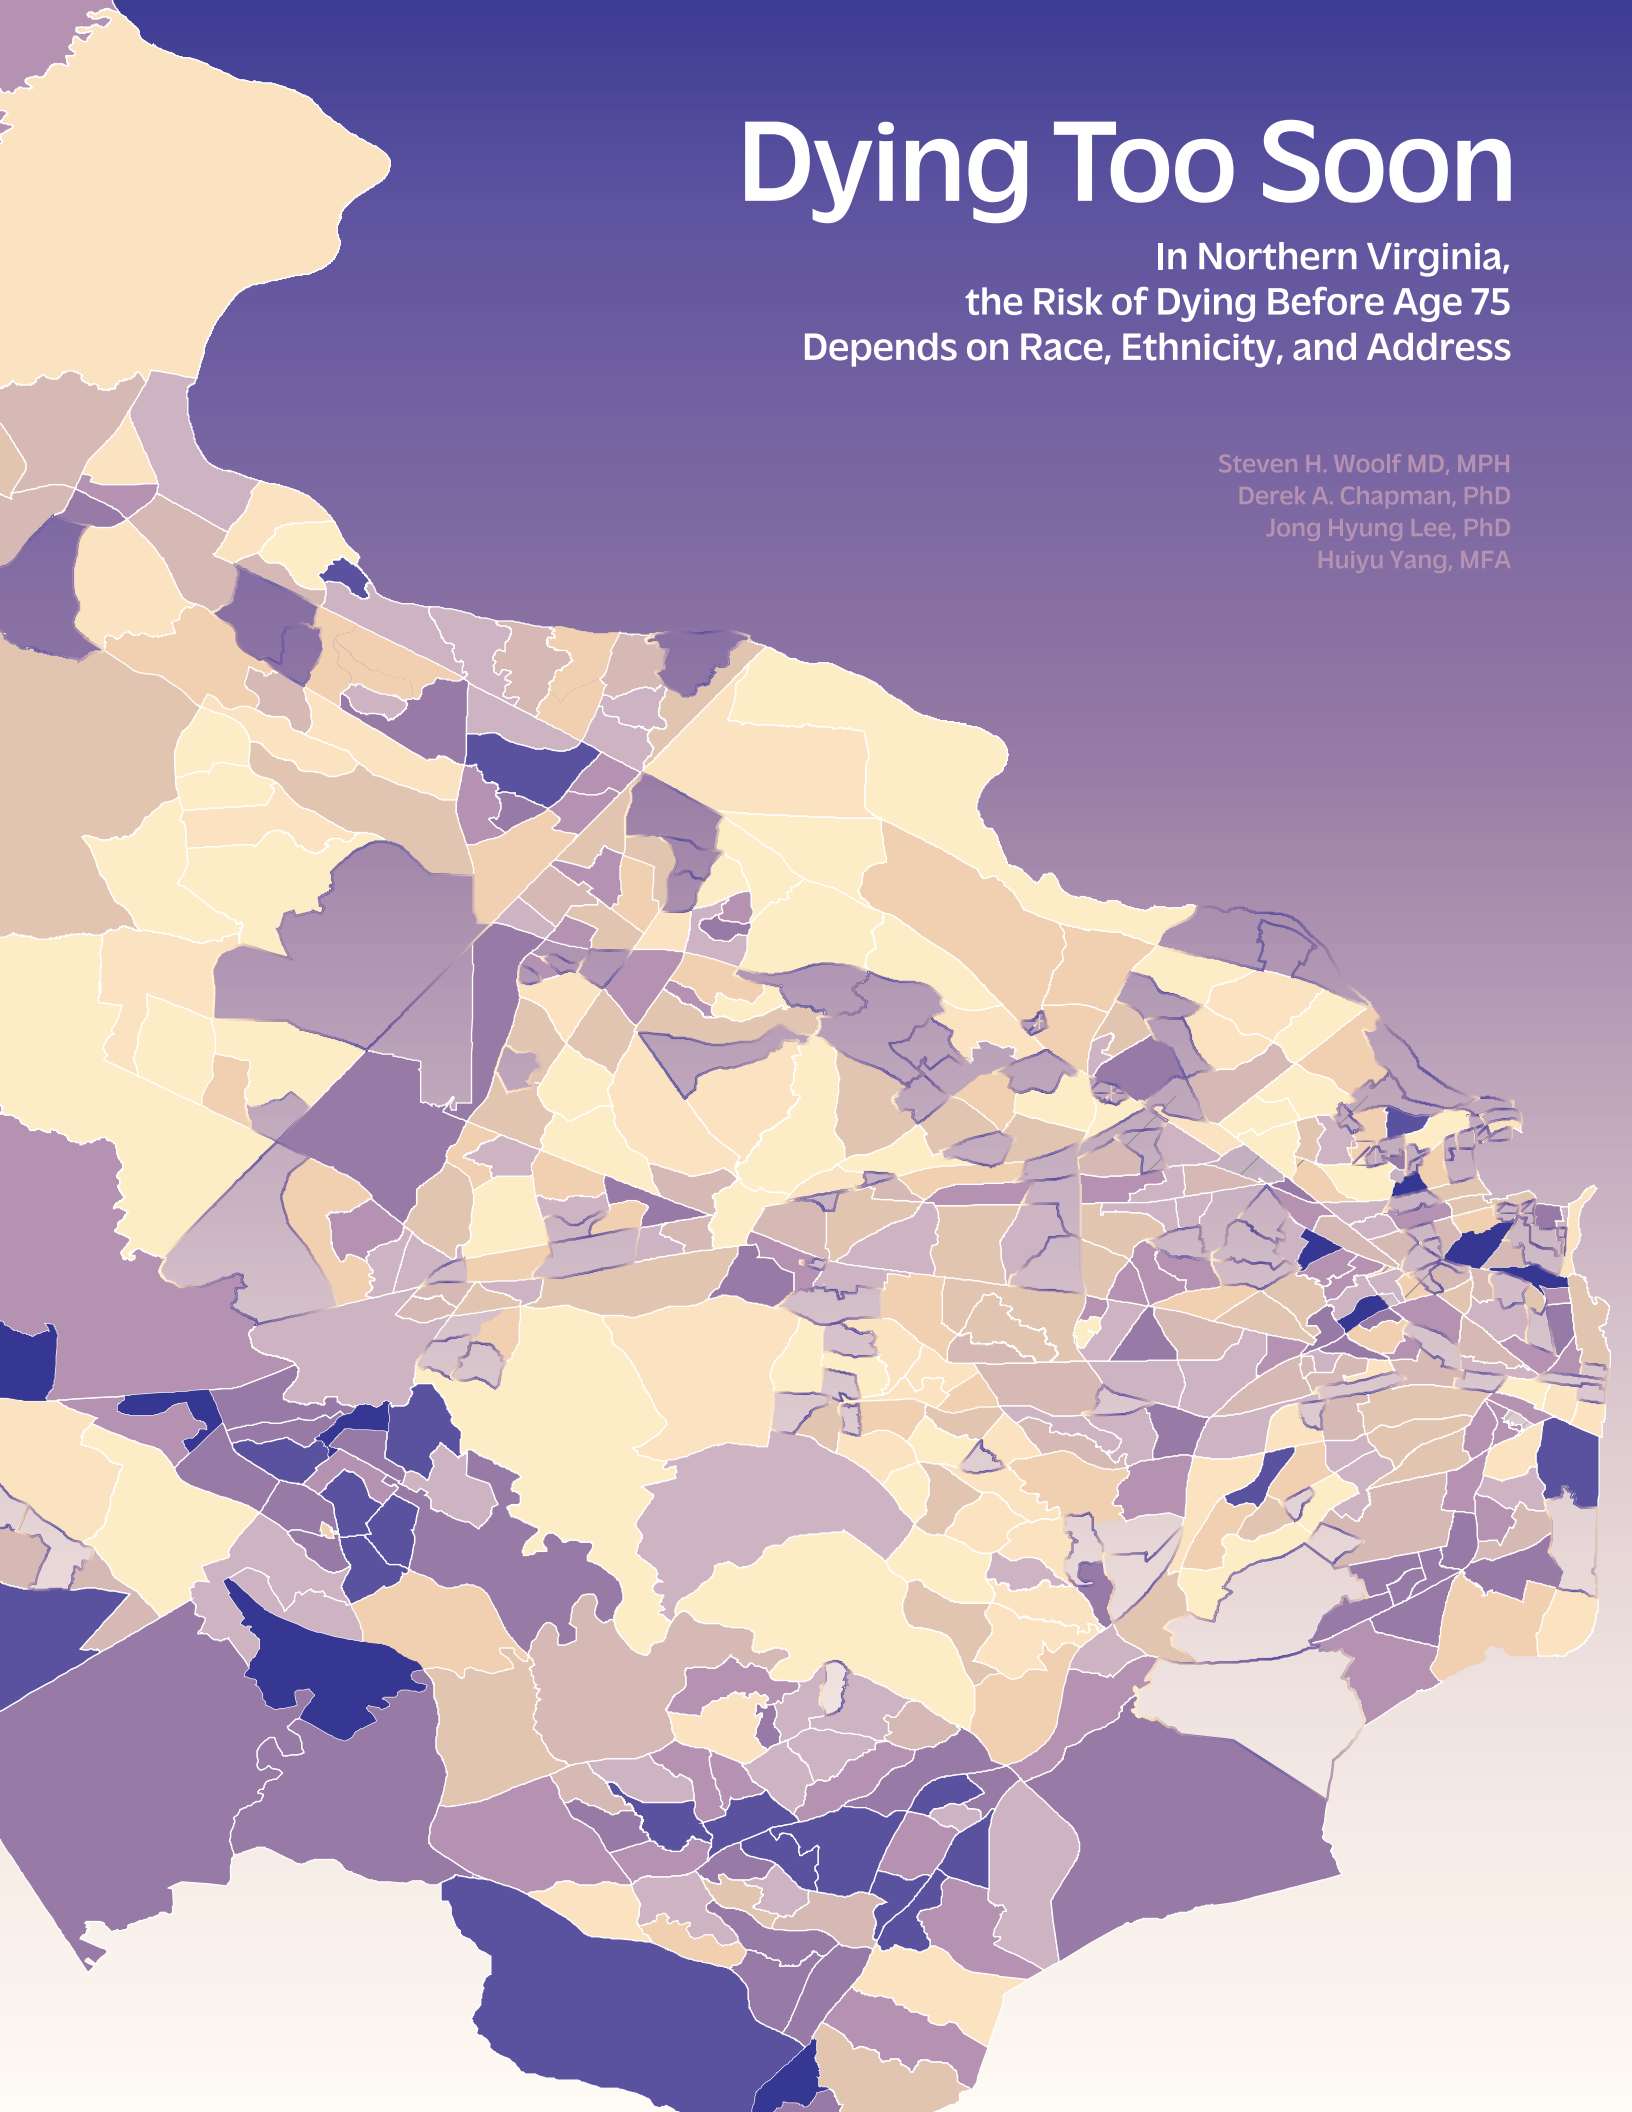 Dying Too Soon
In Northern Virginia,
the Risk of Dying Before Age 75
Depends on Race, Ethnicity, and Address
Steven H. Woolf MD, MPH
Derek A. Chapman, PhD
Jong Hyung Lee, PhD
Huiyu Yang, MFA